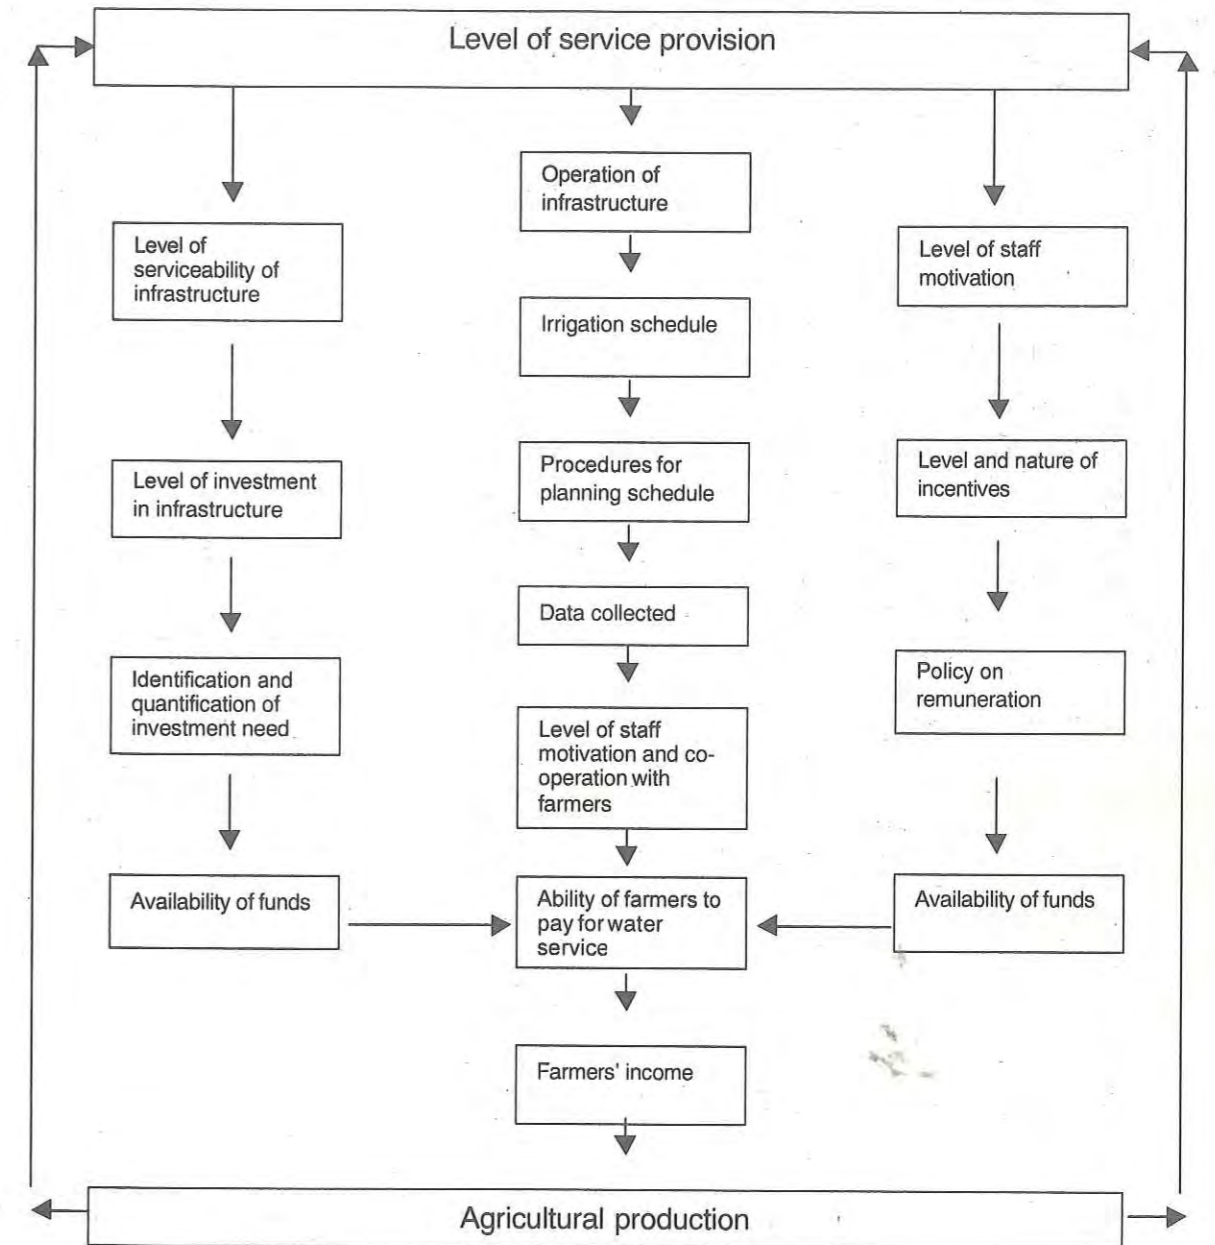 Level of service provision
Level of
serviceability of
infrastructure
Level of investment
in infrastructure
Identification and
quantification of
investment need
Availability of funds
Operation of
infrastructure
Irrigation schedule
Procedures for
planning schedule
Data collected
Level of staff
motivation and co-
operation with
farmers
Ability of farmers to
pay for water
service
Farmers' income
Level of staff
motivation
Level and nature of
incentives
Policy on
remuneration
Availability of funds
Agricultural production